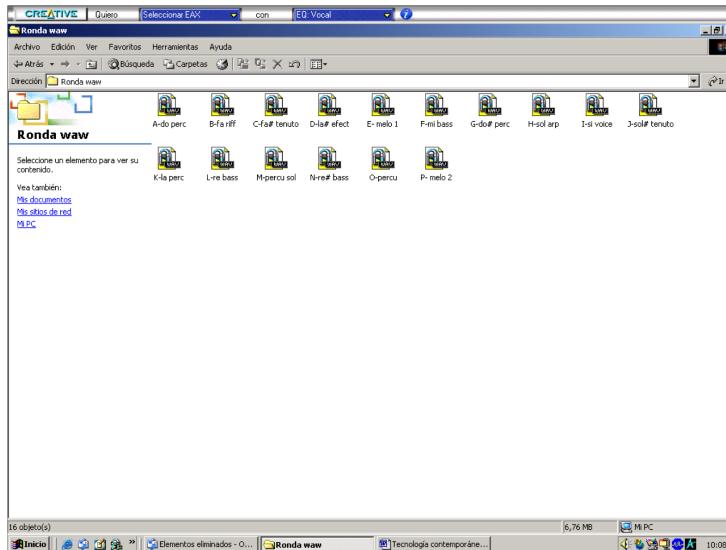 CREATIVE Quiero Seleccionar EAX con EQ: Vocal ?
Ronda waw
Archivo Edición Ver Favoritos Herramientas Ayuda
Atrás Búsqueda Carpetas
Dirección Ronda waw Ir
A-do perc B-fa riff C-fa# tenuto D-la# efect E- melo 1 F-mi bass G-do# perc H-sol arp I-si voice J-sol# tenuto
Ronda waw
K-la perc L-re bass M-percu sol N-re# bass O-percu P- melo 2
Seleccione un elemento para ver su
contenido.
Vea también:
Mis documentos
Mis sitios de red
Mi PC
16 objeto(s) 6,76 MB Mi PC
Inicio » Elementos eliminados - O... Ronda waw Tecnología contemporáne... 10:08